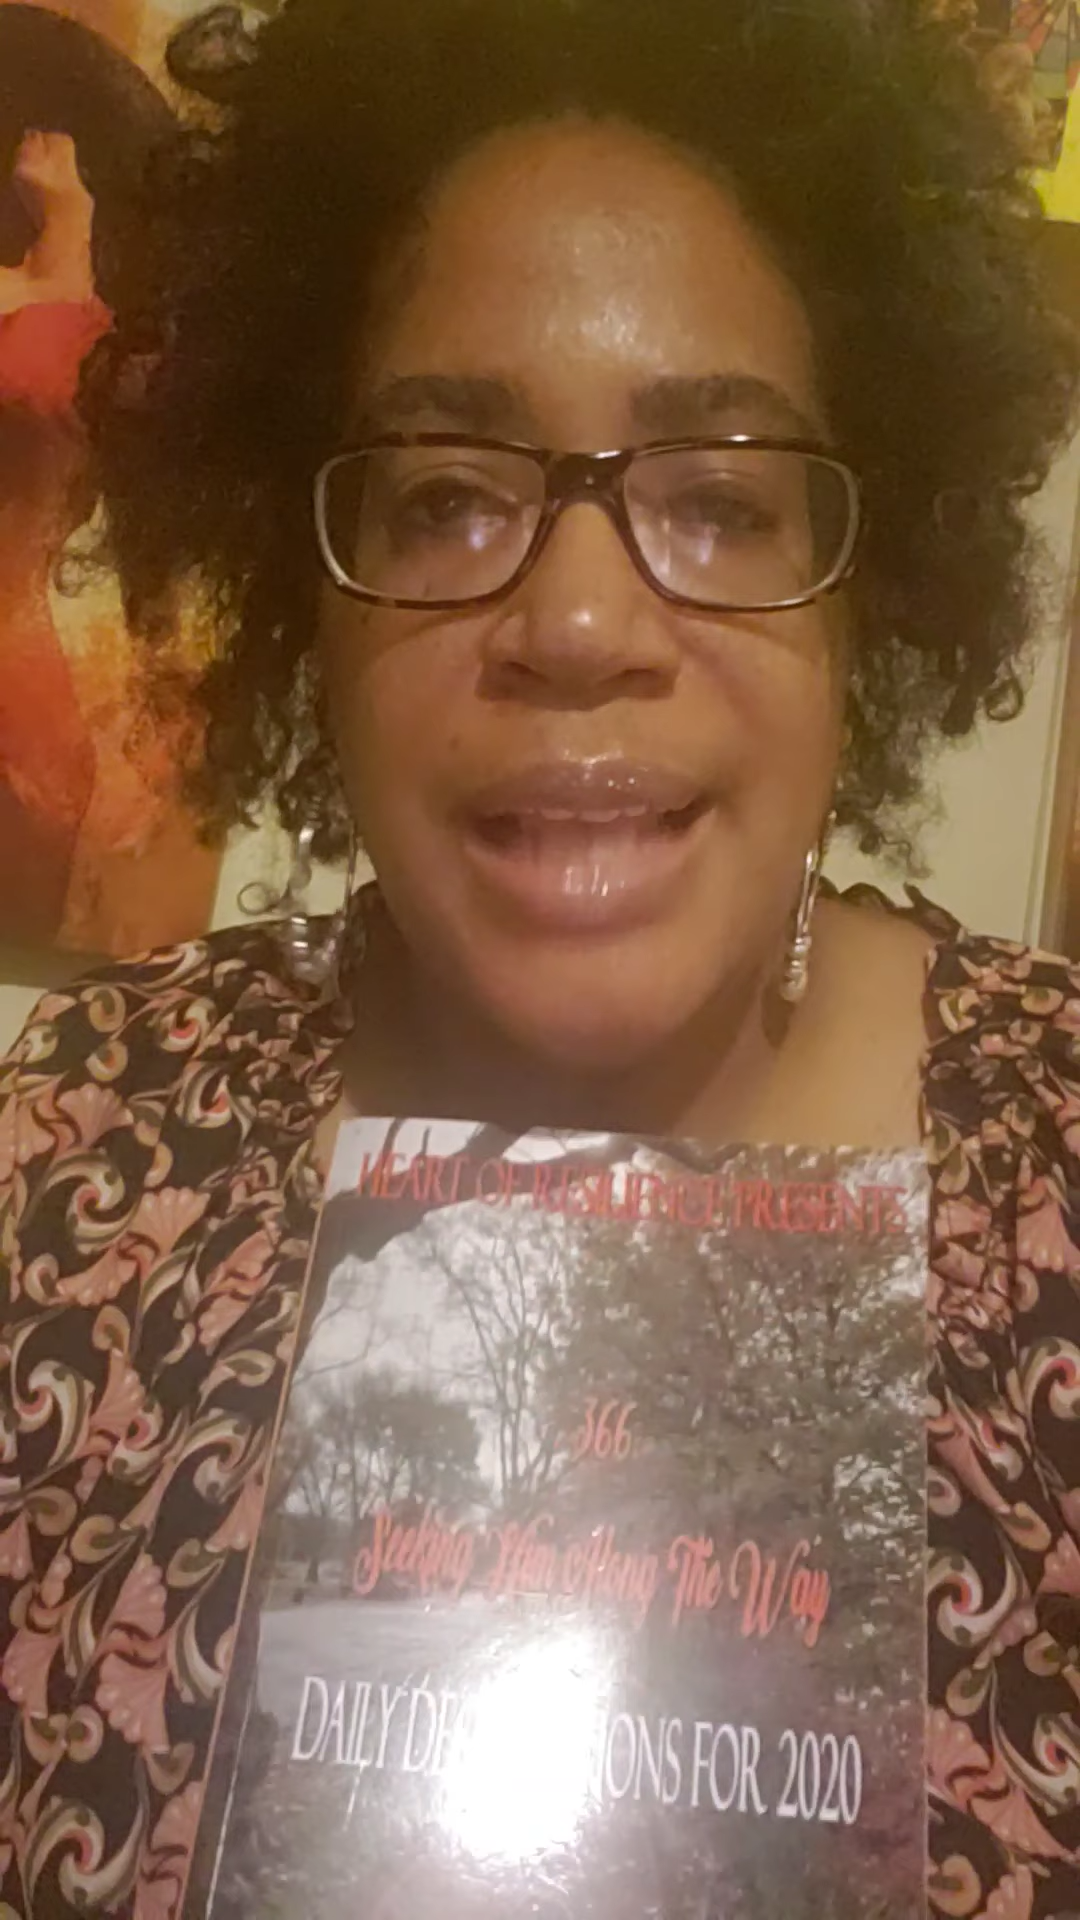 HEART OF RESILIENCE PRESENTS
366
Seeking Him Along The Way
DAILY FOR 2020